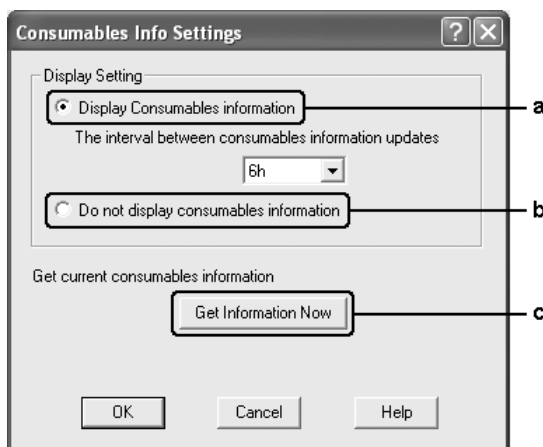 Consumables Info Settings
Display Setting
Display Consumables information
a
The interval between consumables information updates
6h
Do not display consumables information
b
Get current consumables information
Get Information Now
c
OK
Cancel
Help